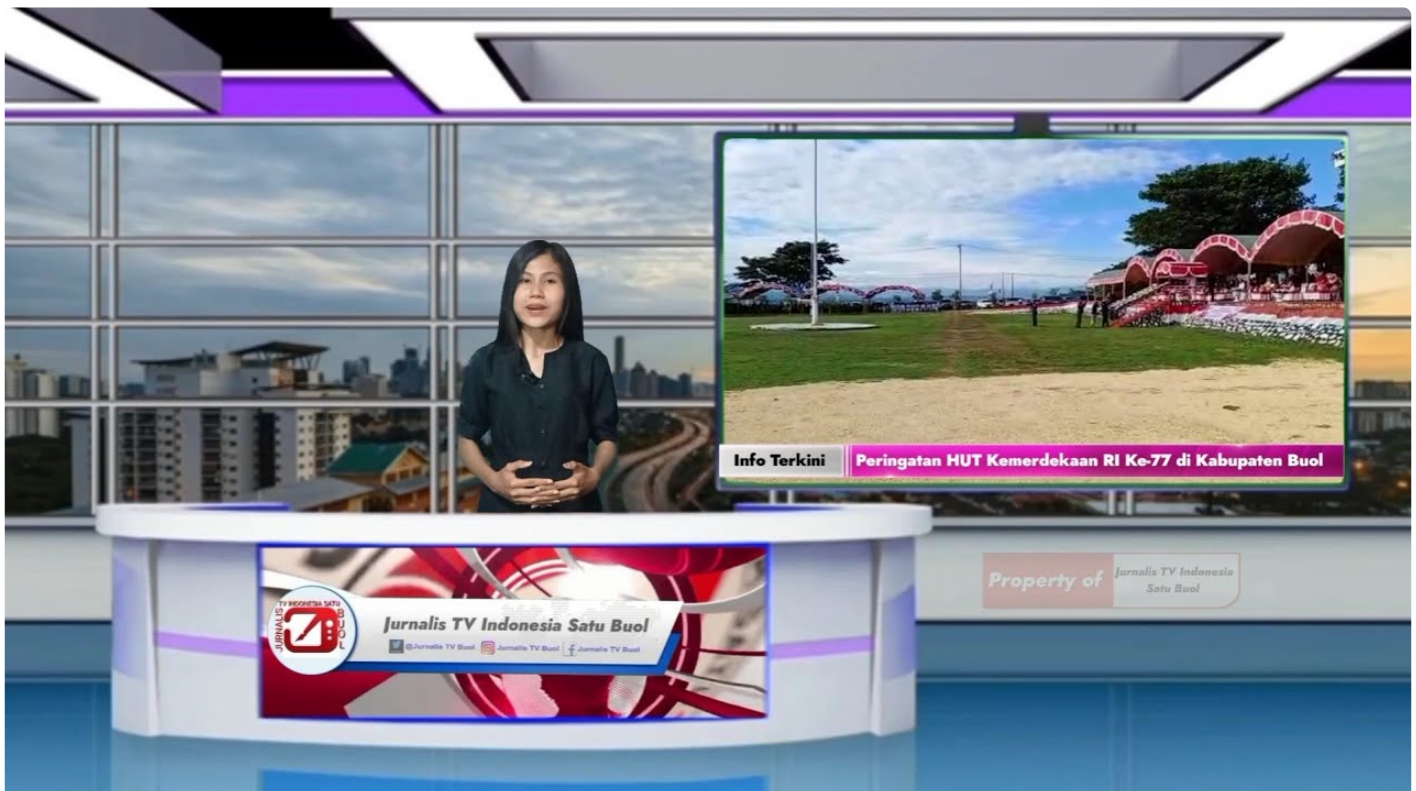 Info Terkini
Peringatan HUT Kemerdekaan RI Ke-77 di Kabupaten Buol
Property of
Jurnalis TV Indonesia
Satu Buol
TV INDONESIA SATU
JURNALIS
BUOL
Jurnalis TV Indonesia Satu Buol
@Jurnalis TV Buol Jurnalis TV Buol Jurnalis TV Buol